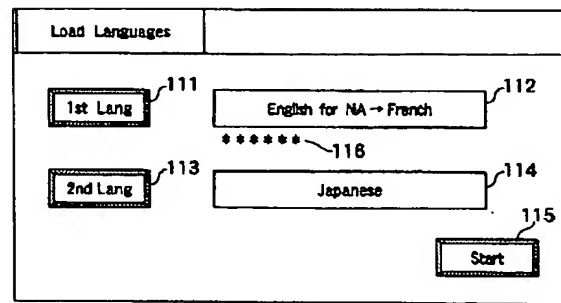 Load Languages
111
112
1st Lang
English for NA → French
****** 116
113
114
2nd Lang
Japanese
115
Start